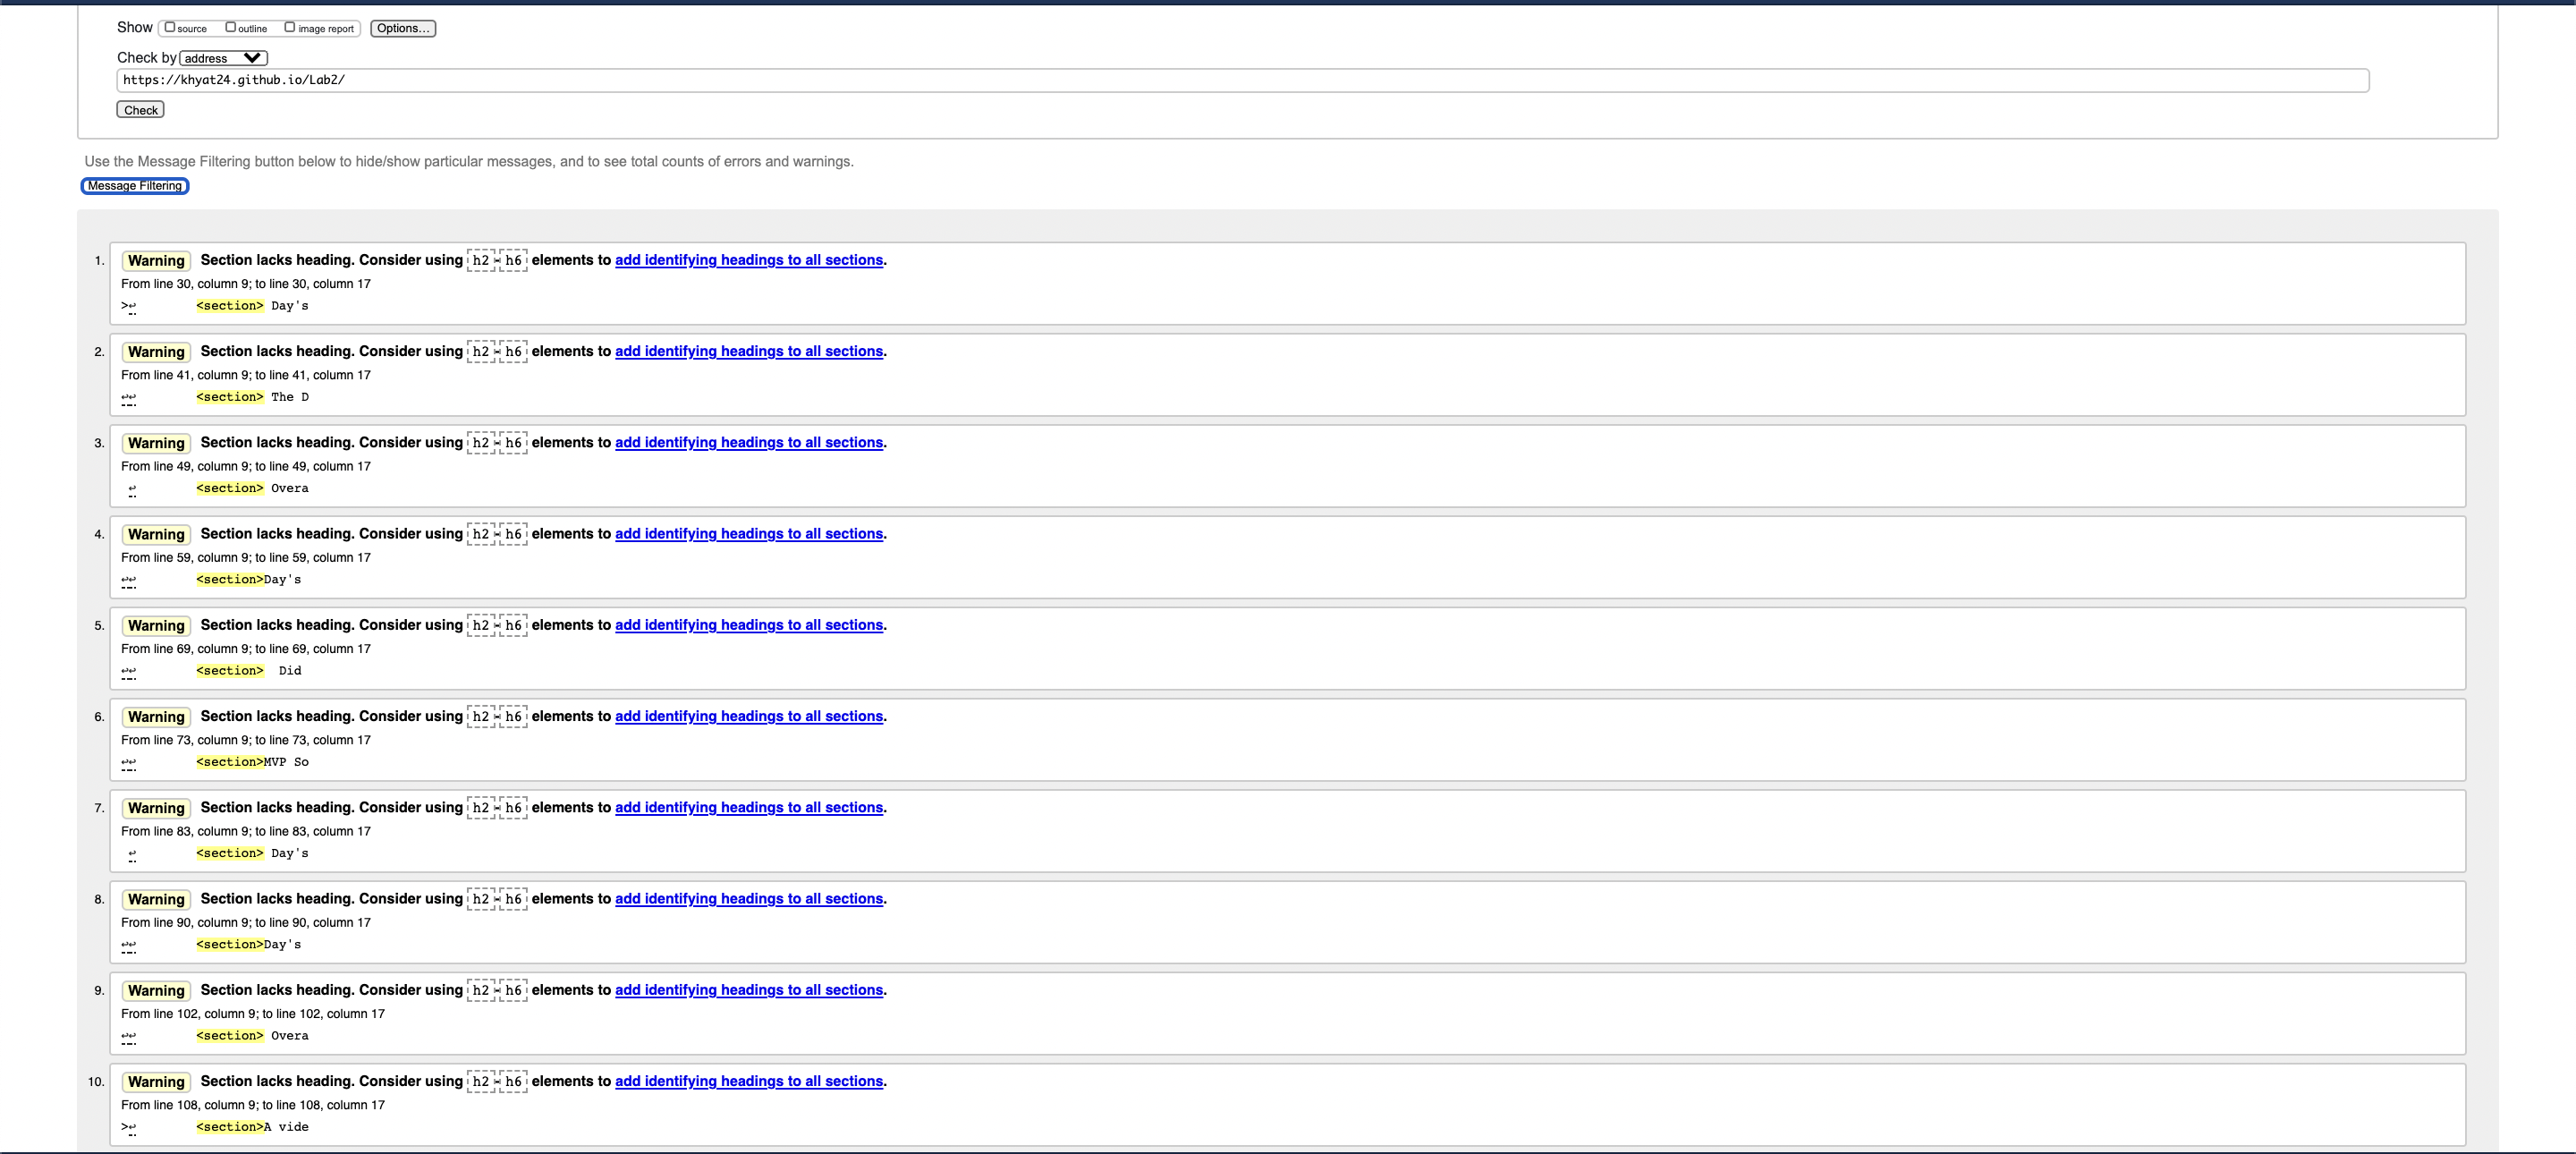 Show source outline image report Options...
Check by address
https://khyat24.github.io/Lab2/
Check
Use the Message Filtering button below to hide/show particular messages, and to see total counts of errors and warnings.
Message Filtering
1. Warning Section lacks heading. Consider using h2-h6 elements to add identifying headings to all sections.
From line 30, column 9; to line 30, column 17
>↩ <section> Day's
2. Warning Section lacks heading. Consider using h2-h6 elements to add identifying headings to all sections.
From line 41, column 9; to line 41, column 17
↩↩ <section> The D
3. Warning Section lacks heading. Consider using h2-h6 elements to add identifying headings to all sections.
From line 49, column 9; to line 49, column 17
↩ <section> Overa
4. Warning Section lacks heading. Consider using h2-h6 elements to add identifying headings to all sections.
From line 59, column 9; to line 59, column 17
↩↩ <section>Day's
5. Warning Section lacks heading. Consider using h2-h6 elements to add identifying headings to all sections.
From line 69, column 9; to line 69, column 17
↩↩ <section>  Did
6. Warning Section lacks heading. Consider using h2-h6 elements to add identifying headings to all sections.
From line 73, column 9; to line 73, column 17
↩↩ <section>MVP So
7. Warning Section lacks heading. Consider using h2-h6 elements to add identifying headings to all sections.
From line 83, column 9; to line 83, column 17
↩ <section> Day's
8. Warning Section lacks heading. Consider using h2-h6 elements to add identifying headings to all sections.
From line 90, column 9; to line 90, column 17
↩↩ <section>Day's
9. Warning Section lacks heading. Consider using h2-h6 elements to add identifying headings to all sections.
From line 102, column 9; to line 102, column 17
↩↩ <section> Overa
10. Warning Section lacks heading. Consider using h2-h6 elements to add identifying headings to all sections.
From line 108, column 9; to line 108, column 17
>↩ <section>A vide